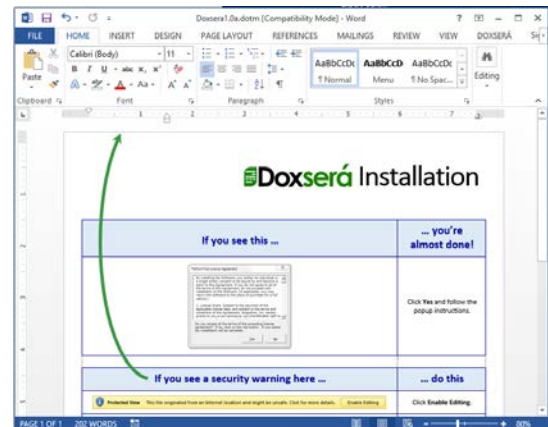 Doxsera1.0a.dotm [Compatibility Mode] - Word
FILE HOME INSERT DESIGN PAGE LAYOUT REFERENCES MAILINGS REVIEW VIEW DOXSERÁ
Calibri (Body) 11
Paste
AaBbCcDc AaBbCcD AaBbCcDc
¶ Normal Menu ¶ No Spac...
Editing
Clipboard Font Paragraph Styles
Doxserá Installation
If you see this ...
... you're
almost done!
Click Yes and follow the
popup instructions.
If you see a security warning here ...
... do this
Protected View This file originated from an Internet location and might be unsafe. Click for more details. Enable Editing
Click Enable Editing.
PAGE 1 OF 1 202 WORDS